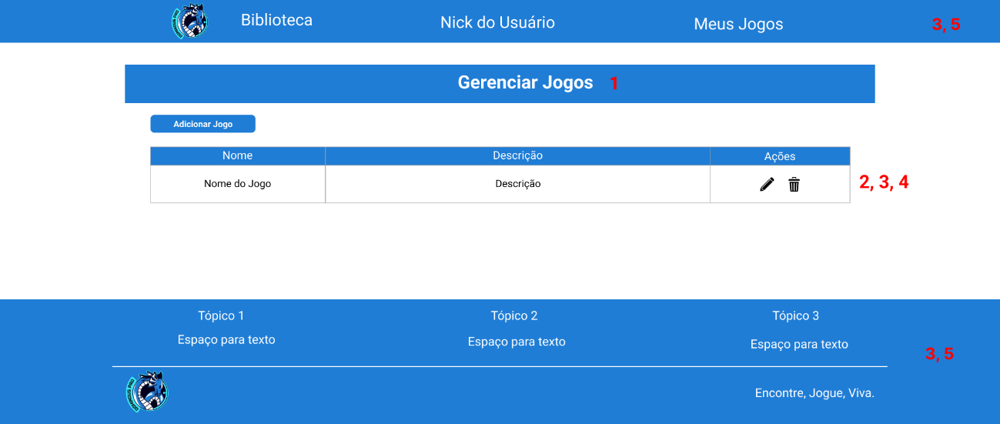 Biblioteca
Nick do Usuário
Meus Jogos
3, 5
Gerenciar Jogos 1
Adicionar Jogo
Nome
Descrição
Ações
Nome do Jogo
Descrição
2, 3, 4
Tópico 1
Tópico 2
Tópico 3
Espaço para texto
Espaço para texto
Espaço para texto
3, 5
Encontre, Jogue, Viva.